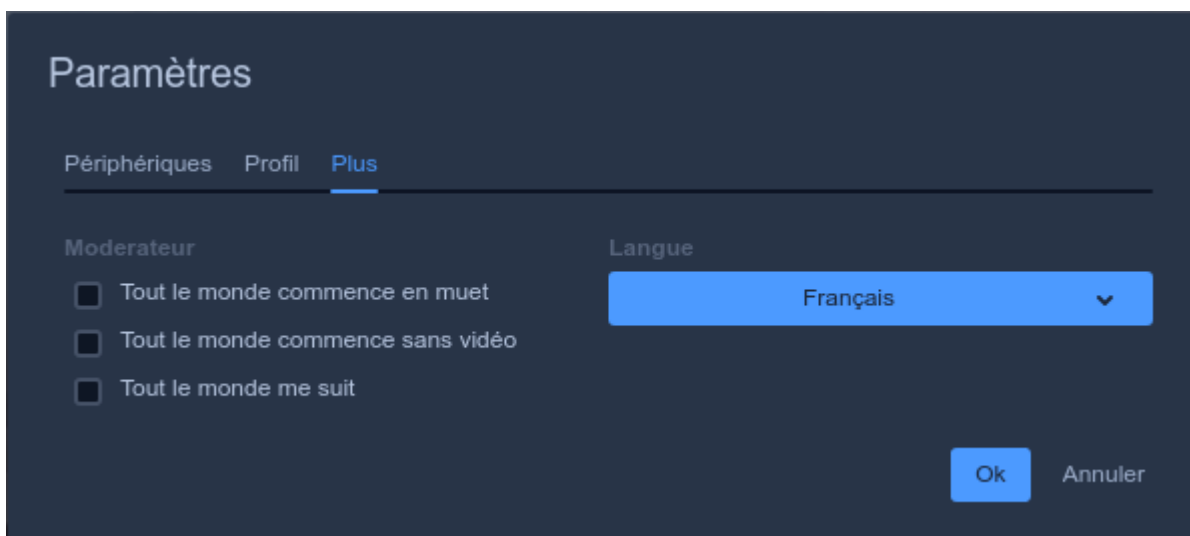 Paramètres
Périphériques Profil Plus
Moderateur
Tout le monde commence en muet
Tout le monde commence sans vidéo
Tout le monde me suit
Langue
Français
Ok Annuler